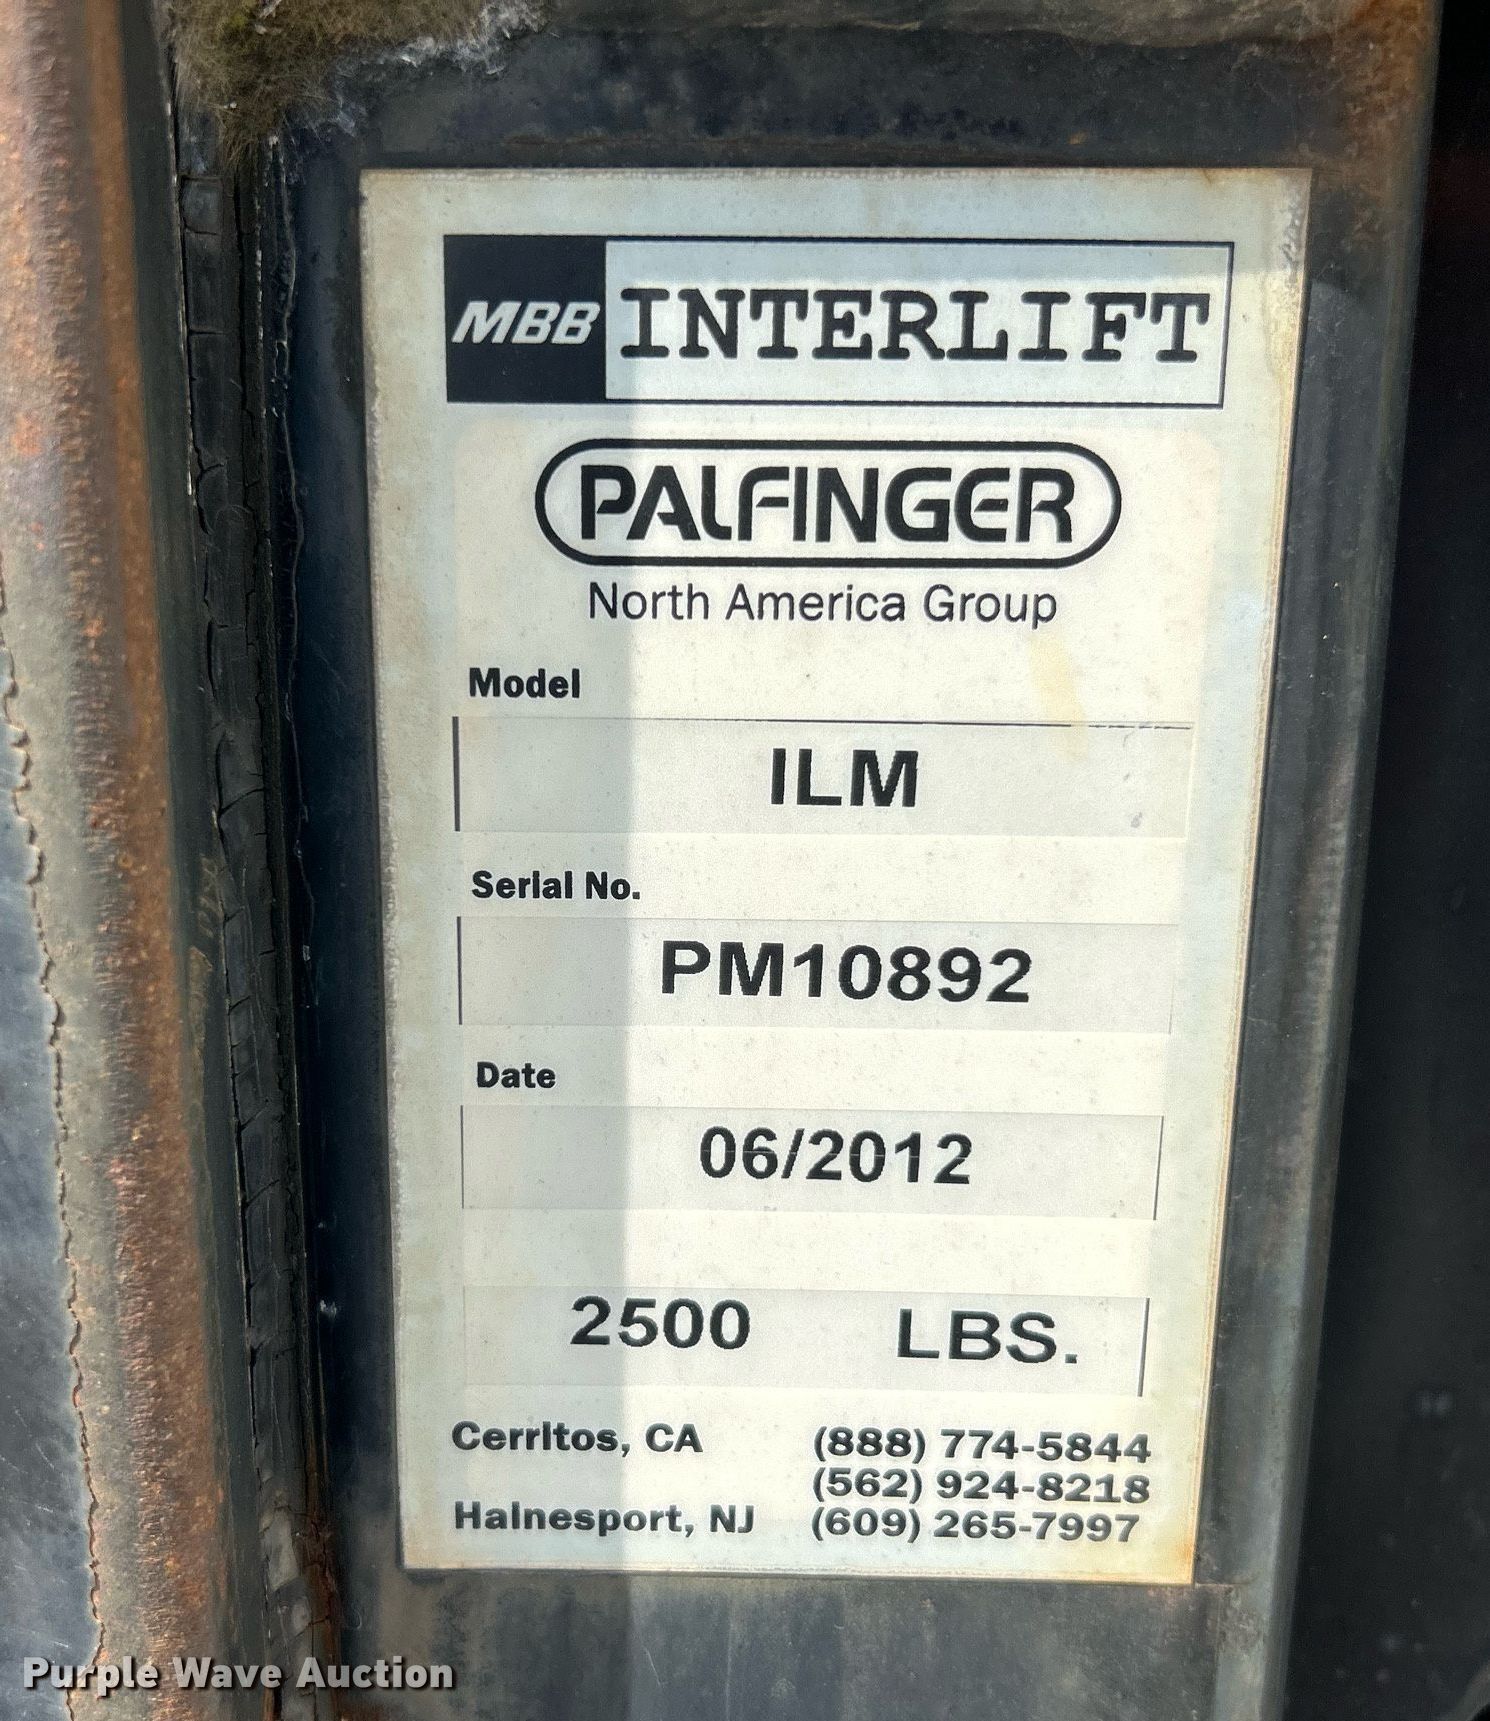 MBB INTERLIFT
PALFINGER
North America Group
Model
ILM
Serial No.
PM10892
Date
06/2012
2500 LBS.
Cerritos, CA (888) 774-5844
(562) 924-8218
Hainesport, NJ (609) 265-7997
Purple Wave Auction